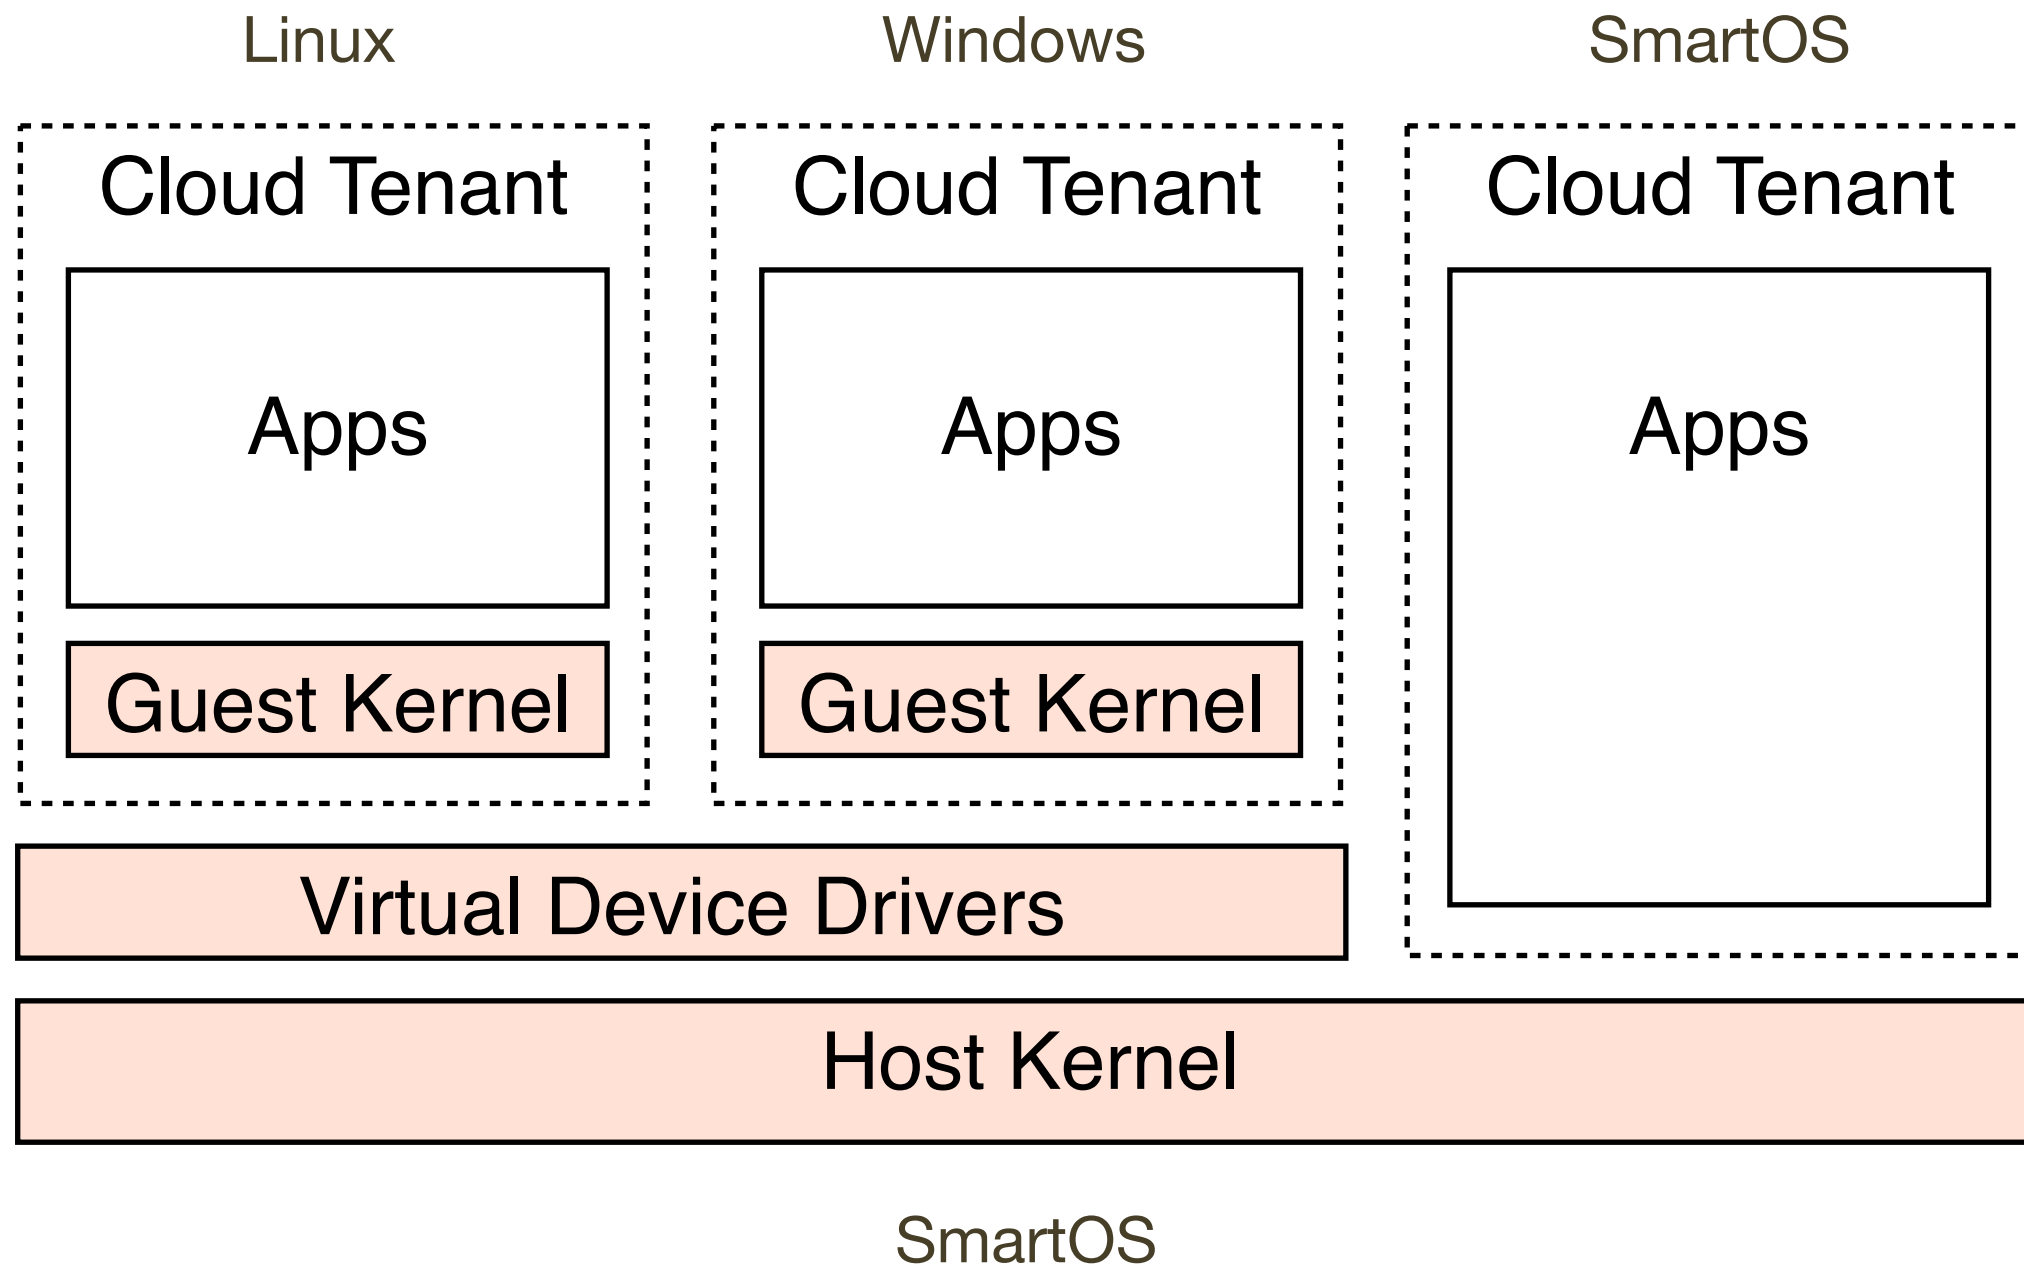 Linux
Windows
SmartOS
Cloud Tenant
Cloud Tenant
Cloud Tenant
Apps
Apps
Apps
Guest Kernel
Guest Kernel
Virtual Device Drivers
Host Kernel
SmartOS